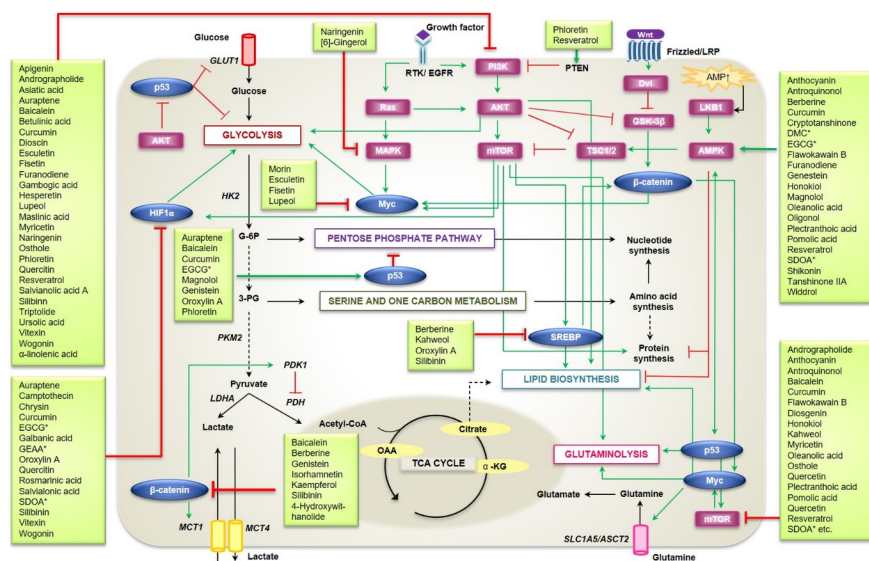 Glucose
GLUT1
p53
Glucose
AKT
GLYCOLYSIS
HIF1α
HK2
G-6P
3-PG
PKM2
Pyruvate
LDHA
Lactate
PDK1
PDH
β-catenin
MCT1
MCT4
Lactate
Apigenin
Andrographolide
Asiatic acid
Auraptene
Baicalein
Betulinic acid
Curcumin
Dioscin
Esculetin
Fisetin
Furanodiene
Gambogic acid
Hesperetin
Lupeol
Maslinic acid
Myricetin
Naringenin
Osthole
Phloretin
Quercitin
Resveratrol
Salvianolic acid A
Silibinn
Triptolide
Ursolic acid
Vitexin
Wogonin
α-linolenic acid
Auraptene
Camptothecin
Chrysin
Curcumin
EGCG*
Galbanic acid
GEAA*
Oroxylin A
Quercitin
Rosmarinic acid
Salvialonic acid
SDOA*
Silibinin
Vitexin
Wogonin
Naringenin
[6]-Gingerol
Growth factor
RTK/ EGFR
Ras
MAPK
Myc
Morin
Esculetin
Fisetin
Lupeol
Auraptene
Baicalein
Curcumin
EGCG*
Magnolol
Genistein
Oroxylin A
Phloretin
PENTOSE PHOSPHATE PATHWAY
p53
SERINE AND ONE CARBON METABOLISM
PI3K
AKT
mTOR
Phloretin
Resveratrol
PTEN
TSC1/2
Wnt
Frizzled/LRP
Dvl
GSK-3β
β-catenin
AMP↑
LKB1
AMPK
Anthocyanin
Antroquinonol
Berberine
Curcumin
Cryptotanshinone
DMC*
EGCG*
Flawokawain B
Furanodiene
Genestein
Honokiol
Magnolol
Oleanolic acid
Oligonol
Plectranthic acid
Pomolic acid
Resveratrol
SDOA*
Shikonin
Tanshinone IIA
Widdrol
Nucleotide
synthesis
Amino acid
synthesis
Protein
synthesis
Berberine
Kahweol
Oroxylin A
Silibinin
SREBP
LIPID BIOSYNTHESIS
Baicalein
Berberine
Genistein
Isorhamnetin
Kaempferol
Silibinin
4-Hydroxywit-
hanolide
Acetyl-CoA
Citrate
OAA
TCA CYCLE
α -KG
GLUTAMINOLYSIS
Glutamate
Glutamine
SLC1A5/ASCT2
Glutamine
p53
Myc
mTOR
Andrographolide
Anthocyanin
Antroquinonol
Baicalein
Curcumin
Flawokawain B
Diosgenin
Honokiol
Kahweol
Myricetin
Oleanolic acid
Osthole
Quercetin
Plectranthic acid
Pomolic acid
Quercetin
Resveratrol
SDOA* etc.